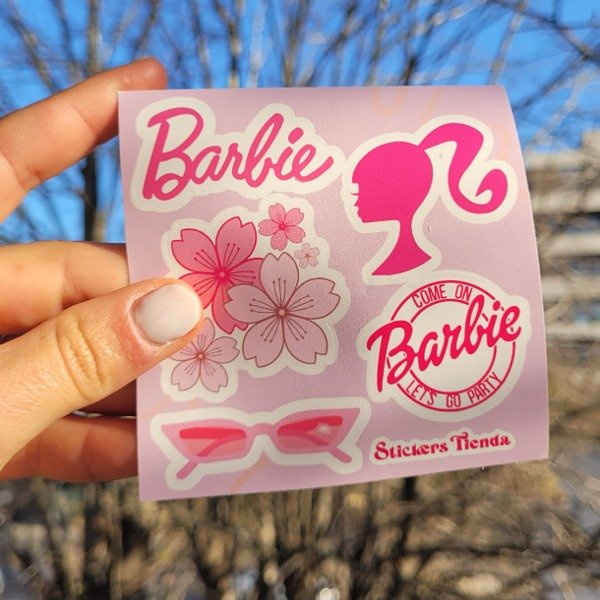 Barbie
COME ON
Barbie
LET'S GO PARTY
Stickers Tienda